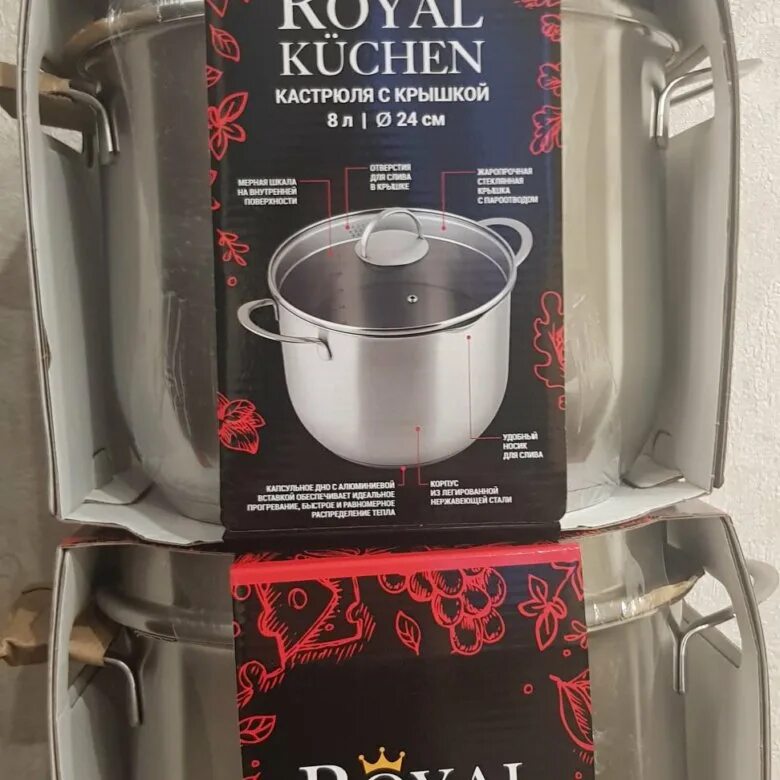 ROYAL
KÜCHEN
КАСТРЮЛЯ С КРЫШКОЙ
8 л | Ø 24 см
ОТВЕРСТИЯ
ДЛЯ СЛИВА
В КРЫШКЕ
МЕРНАЯ ШКАЛА
НА ВНУТРЕННЕЙ
ПОВЕРХНОСТИ
ЖАРОПРОЧНАЯ
СТЕКЛЯННАЯ
КРЫШКА
С ПАРООТВОДОМ
УДОБНЫЙ
НОСИК
ДЛЯ СЛИВА
КАПСУЛЬНОЕ ДНО С АЛЮМИНИЕВОЙ
ВСТАВКОЙ ОБЕСПЕЧИВАЕТ ИДЕАЛЬНОЕ
ПРОГРЕВАНИЕ, БЫСТРОЕ И РАВНОМЕРНОЕ
РАСПРЕДЕЛЕНИЕ ТЕПЛА
КОРПУС
ИЗ ЛЕГИРОВАННОЙ
НЕРЖАВЕЮЩЕЙ СТАЛИ
ROYAL